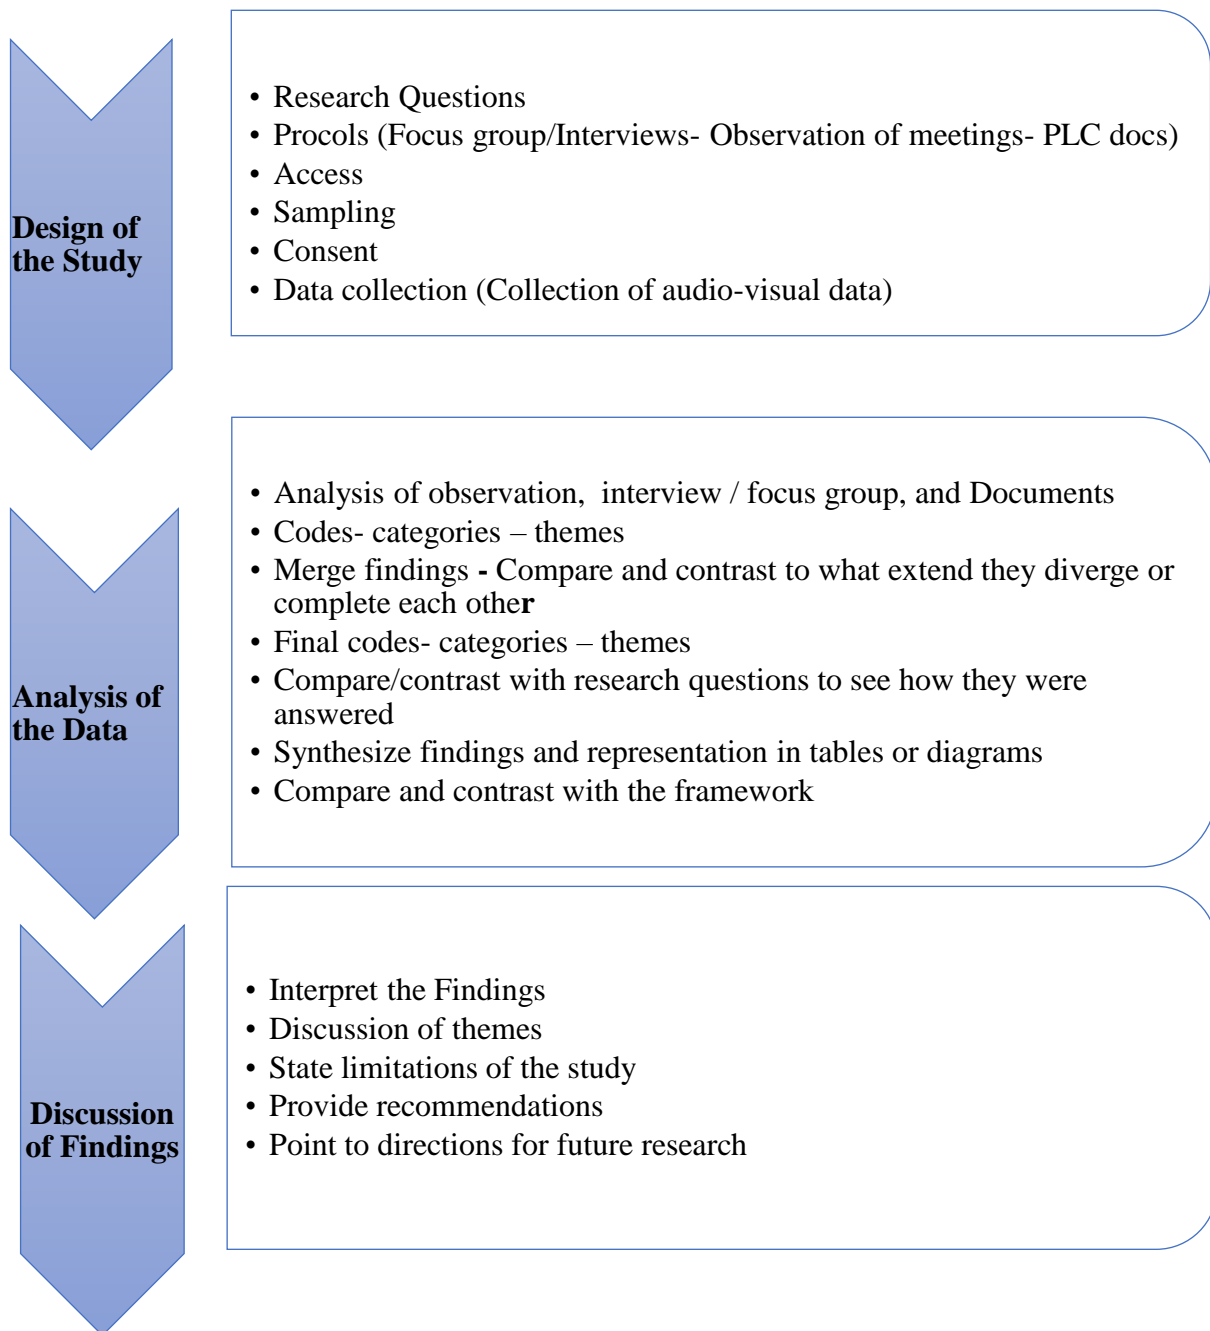 Design of
the Study
• Research Questions
• Procols (Focus group/Interviews- Observation of meetings- PLC docs)
• Access
• Sampling
• Consent
• Data collection (Collection of audio-visual data)
Analysis of
the Data
• Analysis of observation,  interview / focus group, and Documents
• Codes- categories – themes
• Merge findings - Compare and contrast to what extend they diverge or
complete each other
• Final codes- categories – themes
• Compare/contrast with research questions to see how they were
answered
• Synthesize findings and representation in tables or diagrams
• Compare and contrast with the framework
Discussion
of Findings
• Interpret the Findings
• Discussion of themes
• State limitations of the study
• Provide recommendations
• Point to directions for future research